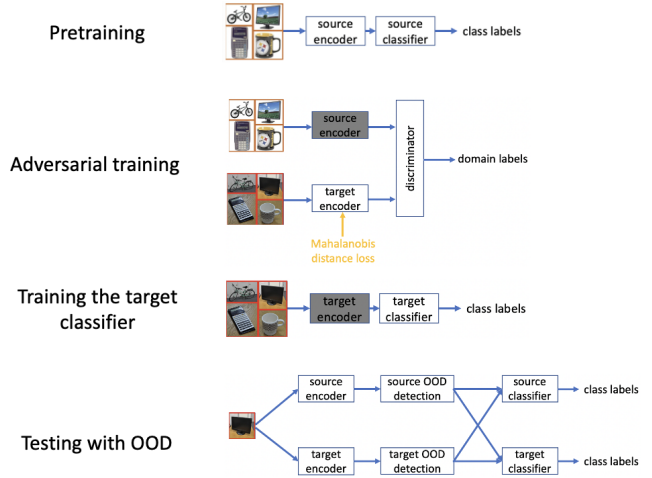 Pretraining
source
encoder
source
classifier
class labels
Adversarial training
source
encoder
target
encoder
discriminator
domain labels
Mahalanobis
distance loss
Training the target
classifier
target
encoder
target
classifier
class labels
Testing with OOD
source
encoder
source OOD
detection
source
classifier
class labels
target
encoder
target OOD
detection
target
classifier
class labels